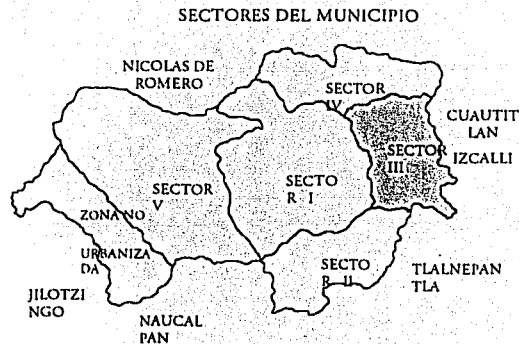 SECTORES DEL MUNICIPIO
NICOLAS DE
ROMERO
SECTOR
IV
CUAUTIT
LAN
IZCALLI
SECTOR
III
SECTO
R I
SECTOR
V
ZONA NO
URBANIZA
DA
SECTO
R II
TLALNEPAN
TLA
JILOTZI
NGO
NAUCAL
PAN